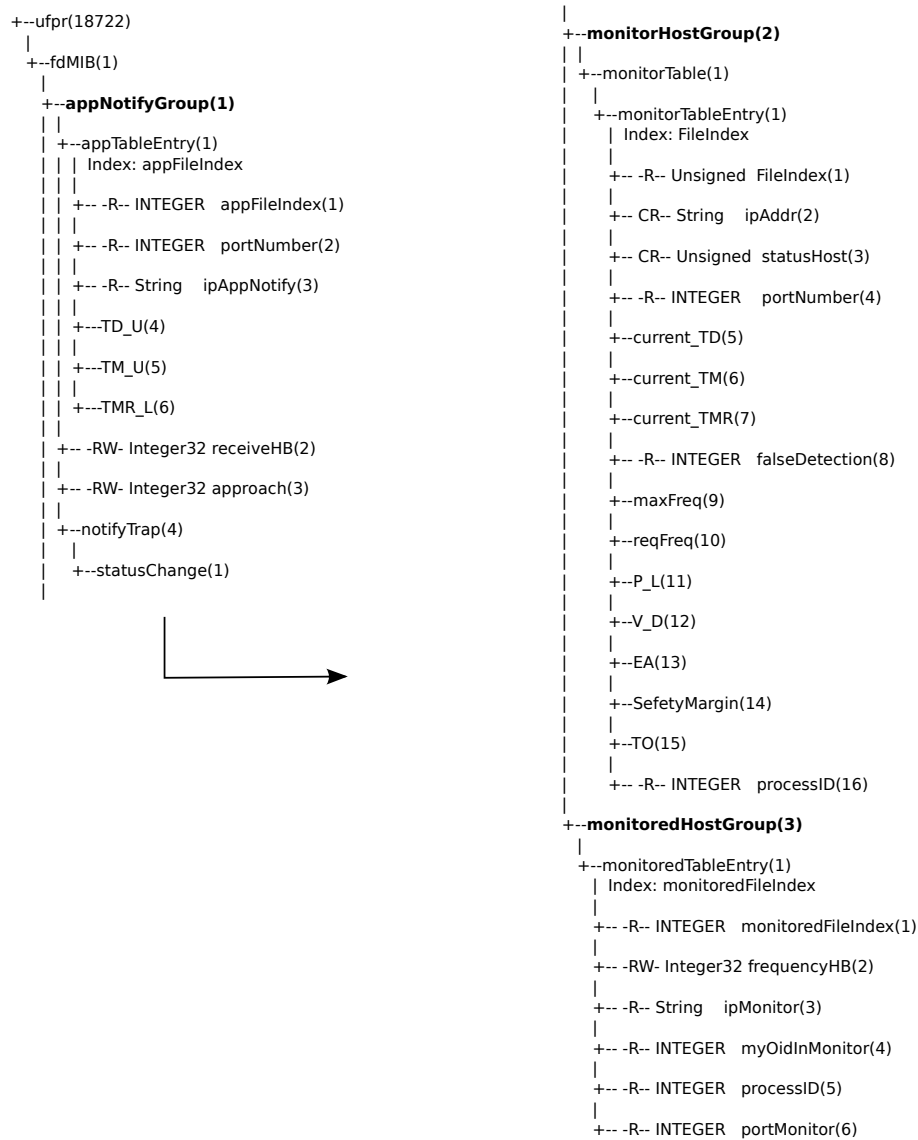 +--ufpr(18722)
|
+--fdMIB(1)
|
+--appNotifyGroup(1)
| |
| +--appTableEntry(1)
| | | Index: appFileIndex
| | |
| | +-- -R-- INTEGER appFileIndex(1)
| | |
| | +-- -R-- INTEGER portNumber(2)
| | |
| | +-- -R-- String ipAppNotify(3)
| | |
| | +---TD_U(4)
| | |
| | +---TM_U(5)
| | |
| | +---TMR_L(6)
| |
| +-- -RW- Integer32 receiveHB(2)
| |
| +-- -RW- Integer32 approach(3)
| |
| +--notifyTrap(4)
| |
| +--statusChange(1)
|
|
+--monitorHostGroup(2)
| |
| +--monitorTable(1)
| |
| +--monitorTableEntry(1)
| | Index: FileIndex
| |
| +-- -R-- Unsigned FileIndex(1)
| |
| +-- CR-- String ipAddr(2)
| |
| +-- CR-- Unsigned statusHost(3)
| |
| +-- -R-- INTEGER portNumber(4)
| |
| +--current_TD(5)
| |
| +--current_TM(6)
| |
| +--current_TMR(7)
| |
| +-- -R-- INTEGER falseDetection(8)
| |
| +--maxFreq(9)
| |
| +--reqFreq(10)
| |
| +--P_L(11)
| |
| +--V_D(12)
| |
| +--EA(13)
| |
| +--SefetyMargin(14)
| |
| +--TO(15)
| |
| +-- -R-- INTEGER processID(16)
|
+--monitoredHostGroup(3)
|
+--monitoredTableEntry(1)
| Index: monitoredFileIndex
|
+-- -R-- INTEGER monitoredFileIndex(1)
|
+-- -RW- Integer32 frequencyHB(2)
|
+-- -R-- String ipMonitor(3)
|
+-- -R-- INTEGER myOidInMonitor(4)
|
+-- -R-- INTEGER processID(5)
|
+-- -R-- INTEGER portMonitor(6)